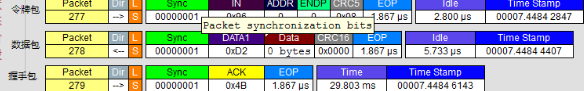 令牌包 Packet Dir L Sync IN ADDR ENDP CRC5 EOP Idle Time Stamp
277 --> S 00000001 0x96 0x08 1.867 µs 2.800 µs 00007.4484 2847
Packet synchronization bits
数据包 Packet Dir L Sync DATA1 Data CRC16 EOP Idle Time Stamp
278 <-- S 00000001 0xD2 0 bytes 0x0000 1.867 µs 5.733 µs 00007.4484 4407
握手包 Packet Dir L Sync ACK EOP Time Time Stamp
279 --> S 00000001 0x4B 1.867 µs 29.803 ms 00007.4484 6143